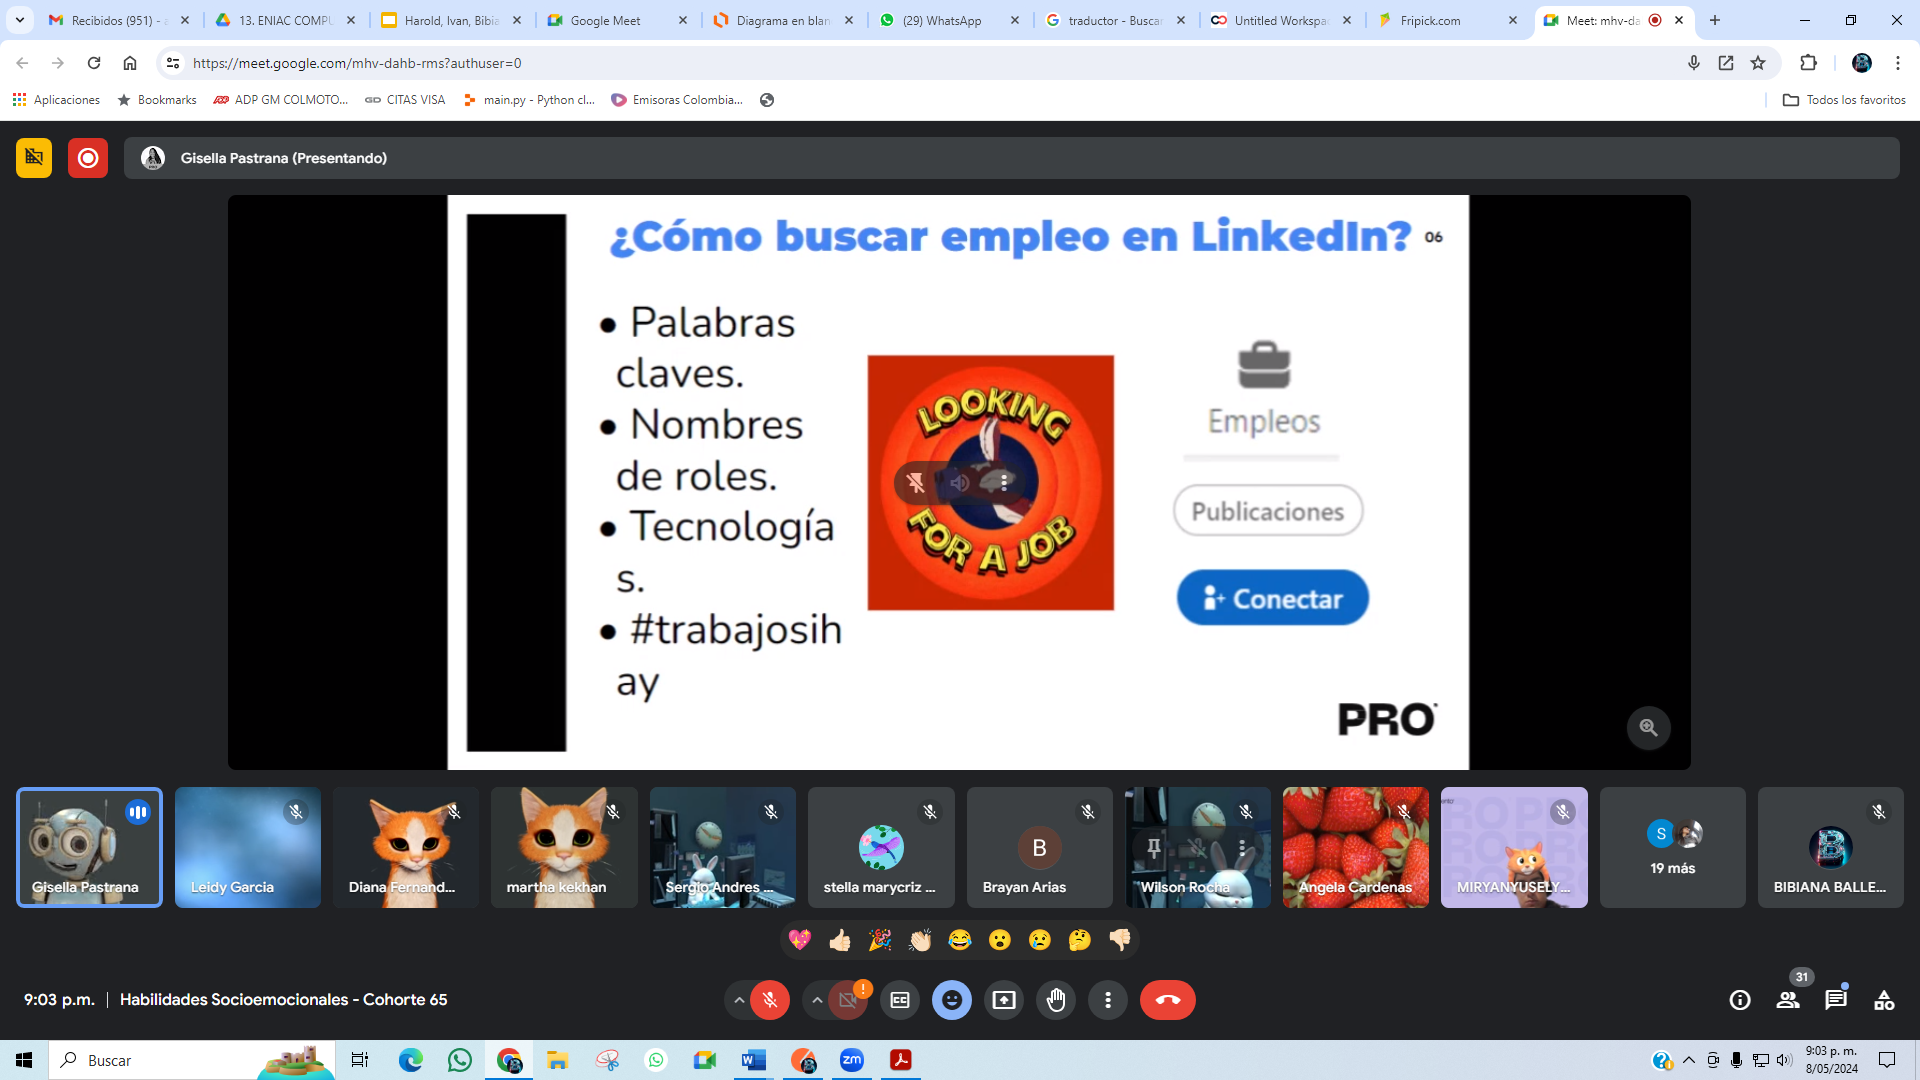 Recibidos (951) - a
13. ENIAC COMPU
Harold, Ivan, Bibia
Google Meet
Diagrama en blan
(29) WhatsApp
traductor - Buscar
Untitled Workspac
Fripick.com
Meet: mhv-da
https://meet.google.com/mhv-dahb-rms?authuser=0
Aplicaciones
Bookmarks
ADP GM COLMOTO...
CITAS VISA
main.py - Python cl...
Emisoras Colombia...
Todos los favoritos
Gisella Pastrana (Presentando)
¿Cómo buscar empleo en LinkedIn?
06
• Palabras
claves.
• Nombres
de roles.
• Tecnología
s.
• #trabajosih
ay
LOOKING
FOR A JOB
Empleos
Publicaciones
Conectar
PRO
Gisella Pastrana
Leidy Garcia
Diana Fernand...
martha kekhan
Sergio Andres ...
stella marycriz ...
B
Brayan Arias
Wilson Rocha
Angela Cardenas
MIRYANYUSELY...
S
19 más
BIBIANA BALLE...
9:03 p.m.
Habilidades Socioemocionales - Cohorte 65
31
Buscar
9:03 p. m.
8/05/2024